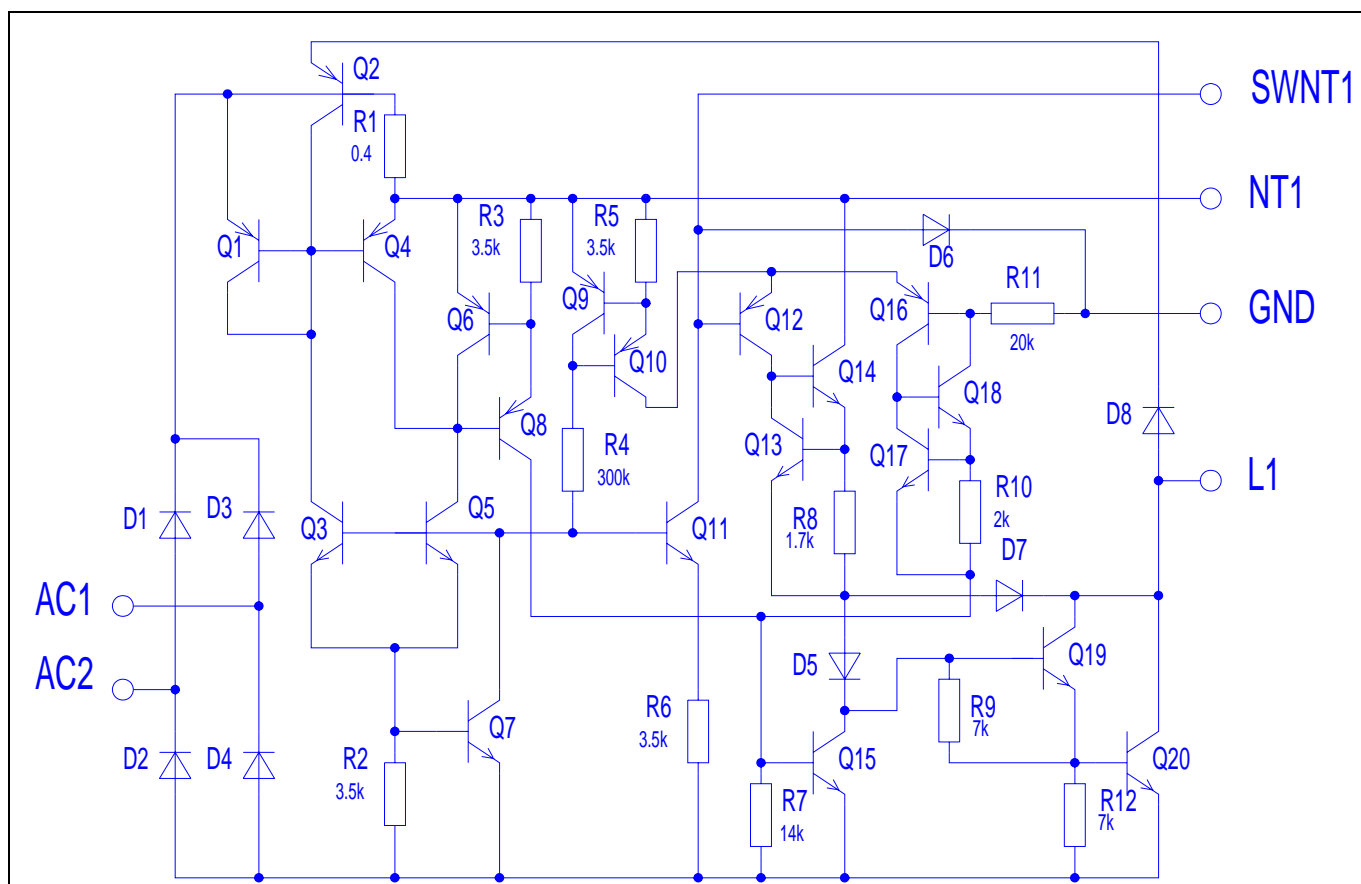 Q2
SWNT1
R1
0.4
NT1
R3
3.5k
R5
3.5k
Q1
Q4
D6
Q9
R11
20k
GND
Q6
Q12
Q16
Q10
Q14
Q18
D8
Q8
R4
300k
Q13
Q17
L1
R10
2k
D1
D3
Q3
Q5
Q11
R8
1.7k
D7
AC1
AC2
D5
Q19
R9
7k
R6
3.5k
Q7
D2
D4
R2
3.5k
Q15
Q20
R7
14k
R12
7k